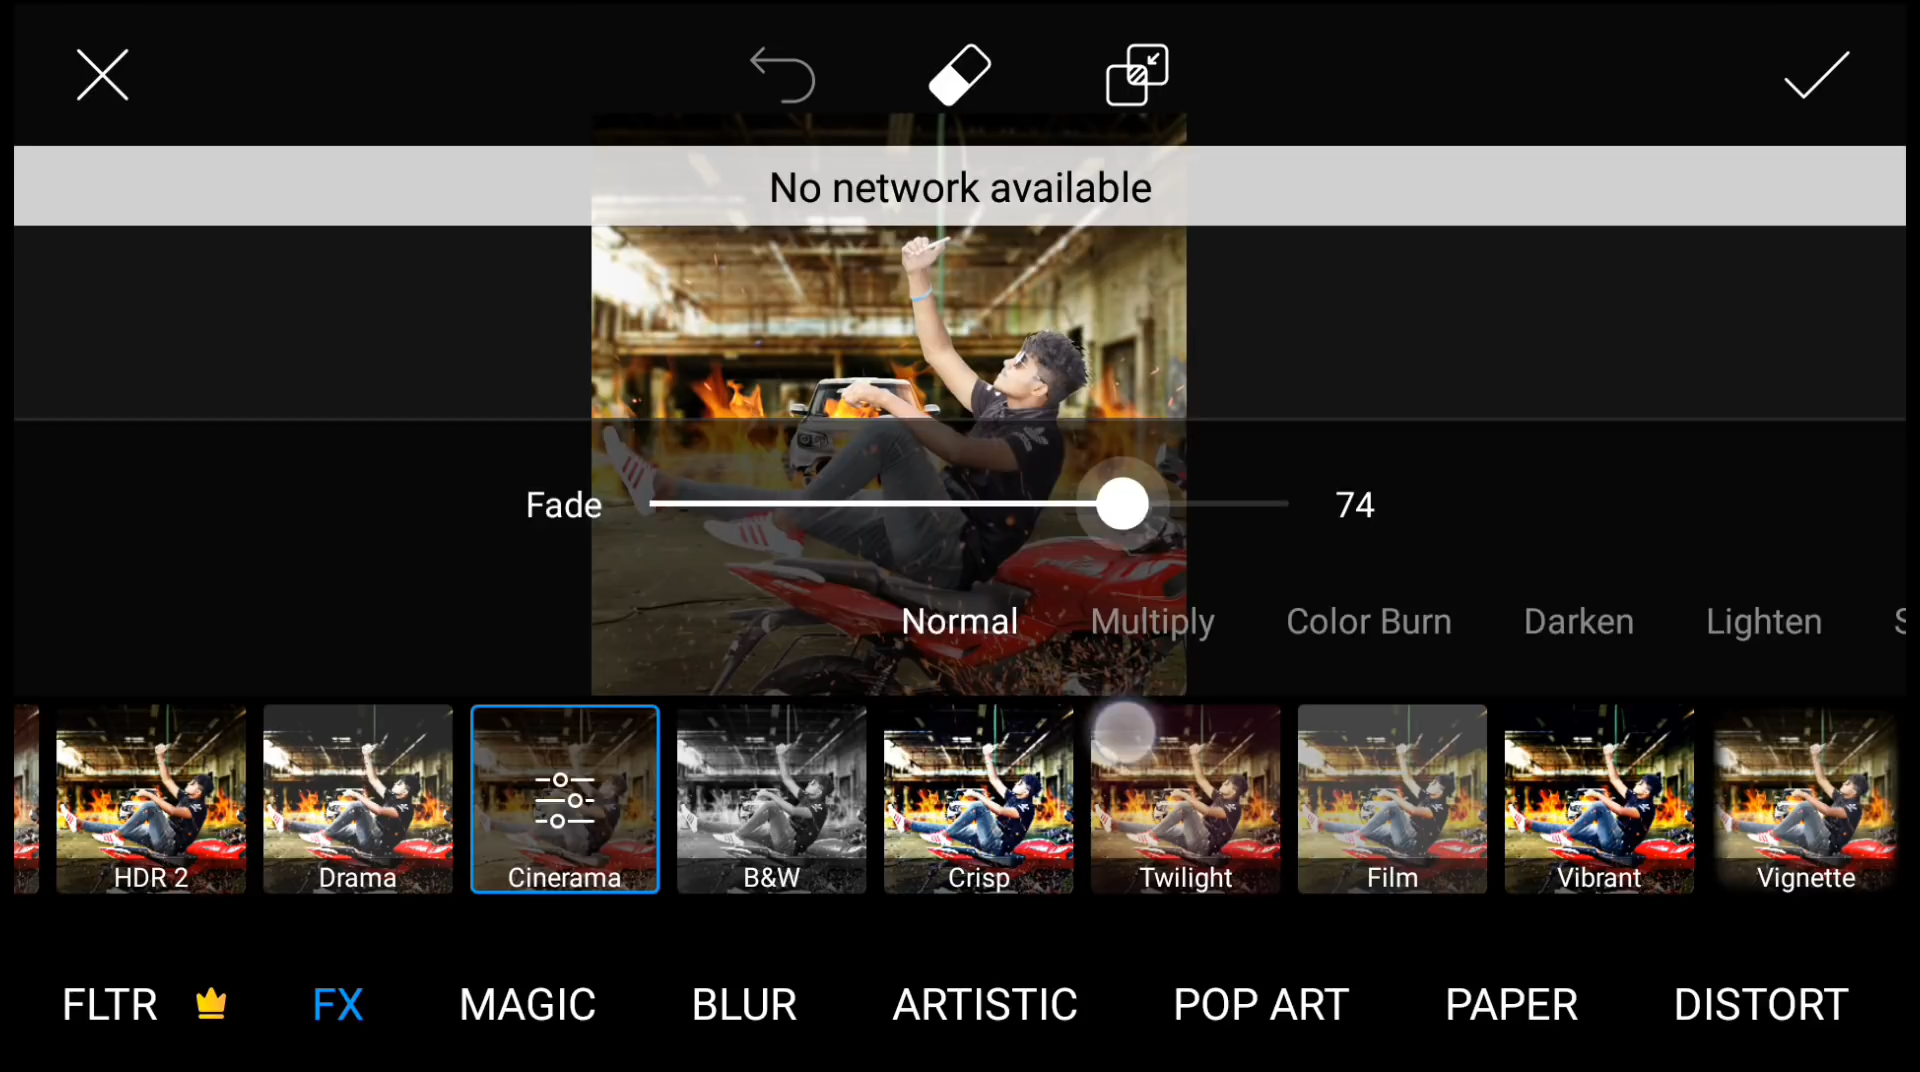 No network available
Fade 74
Normal Multiply Color Burn Darken Lighten
HDR 2 Drama Cinerama B&W Crisp Twilight Film Vibrant Vignette
FLTR FX MAGIC BLUR ARTISTIC POP ART PAPER DISTORT